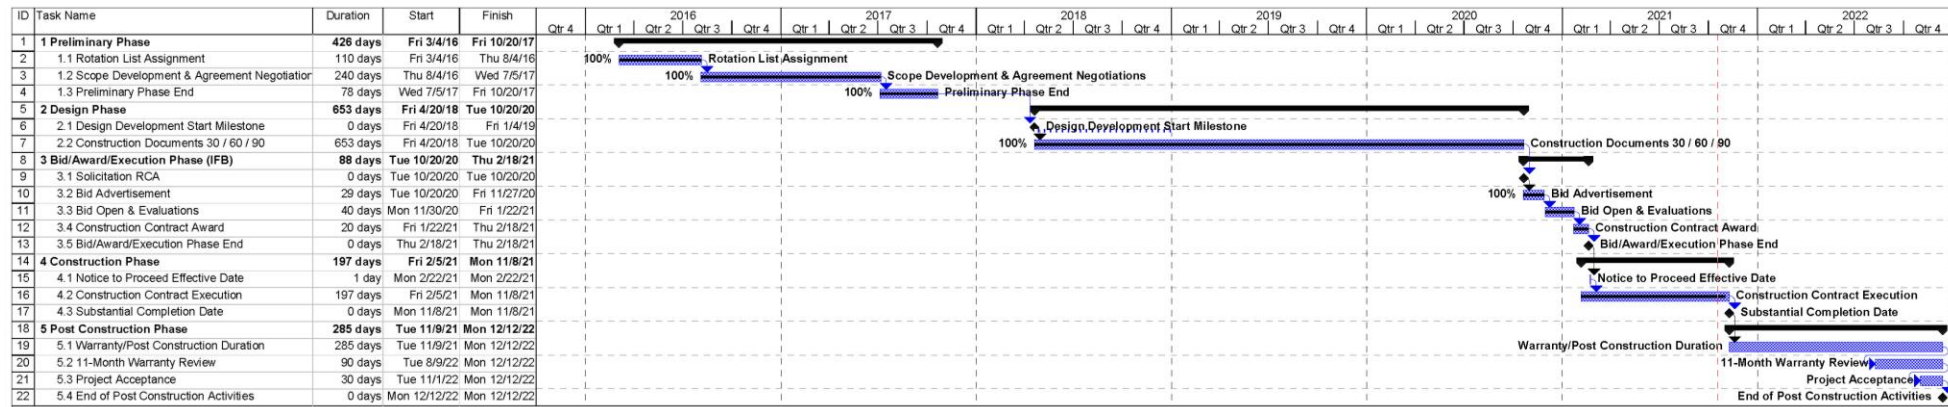 ID Task Name Duration Start Finish 2016 2017 2018 2019 2020 2021 2022
Qtr 4 Qtr 1 Qtr 2 Qtr 3 Qtr 4 Qtr 1 Qtr 2 Qtr 3 Qtr 4 Qtr 1 Qtr 2 Qtr 3 Qtr 4 Qtr 1 Qtr 2 Qtr 3 Qtr 4 Qtr 1 Qtr 2 Qtr 3 Qtr 4 Qtr 1 Qtr 2 Qtr 3 Qtr 4 Qtr 1 Qtr 2 Qtr 3 Qtr 4
1 1 Preliminary Phase 426 days Fri 3/4/16 Fri 10/20/17
2 1.1 Rotation List Assignment 110 days Fri 3/4/16 Thu 8/4/16 100% Rotation List Assignment
3 1.2 Scope Development & Agreement Negotiation 240 days Thu 8/4/16 Wed 7/5/17 100% Scope Development & Agreement Negotiations
4 1.3 Preliminary Phase End 78 days Wed 7/5/17 Fri 10/20/17 100% Preliminary Phase End
5 2 Design Phase 653 days Fri 4/20/18 Tue 10/20/20
6 2.1 Design Development Start Milestone 0 days Fri 4/20/18 Fri 1/4/19 Design Development Start Milestone
7 2.2 Construction Documents 30 / 60 / 90 653 days Fri 4/20/18 Tue 10/20/20 100% Construction Documents 30 / 60 / 90
8 3 Bid/Award/Execution Phase (IFB) 88 days Tue 10/20/20 Thu 2/18/21
9 3.1 Solicitation RCA 0 days Tue 10/20/20 Tue 10/20/20
10 3.2 Bid Advertisement 29 days Tue 10/20/20 Fri 11/27/20 100% Bid Advertisement
11 3.3 Bid Open & Evaluations 40 days Mon 11/30/20 Fri 1/22/21 Bid Open & Evaluations
12 3.4 Construction Contract Award 20 days Fri 1/22/21 Thu 2/18/21 Construction Contract Award
13 3.5 Bid/Award/Execution Phase End 0 days Thu 2/18/21 Thu 2/18/21 Bid/Award/Execution Phase End
14 4 Construction Phase 197 days Fri 2/5/21 Mon 11/8/21
15 4.1 Notice to Proceed Effective Date 1 day Mon 2/22/21 Mon 2/22/21 Notice to Proceed Effective Date
16 4.2 Construction Contract Execution 197 days Fri 2/5/21 Mon 11/8/21 Construction Contract Execution
17 4.3 Substantial Completion Date 0 days Mon 11/8/21 Mon 11/8/21 Substantial Completion Date
18 5 Post Construction Phase 285 days Tue 11/9/21 Mon 12/12/22
19 5.1 Warranty/Post Construction Duration 285 days Tue 11/9/21 Mon 12/12/22 Warranty/Post Construction Duration
20 5.2 11-Month Warranty Review 90 days Tue 8/9/22 Mon 12/12/22 11-Month Warranty Review
21 5.3 Project Acceptance 30 days Tue 11/1/22 Mon 12/12/22 Project Acceptance
22 5.4 End of Post Construction Activities 0 days Mon 12/12/22 Mon 12/12/22 End of Post Construction Activities